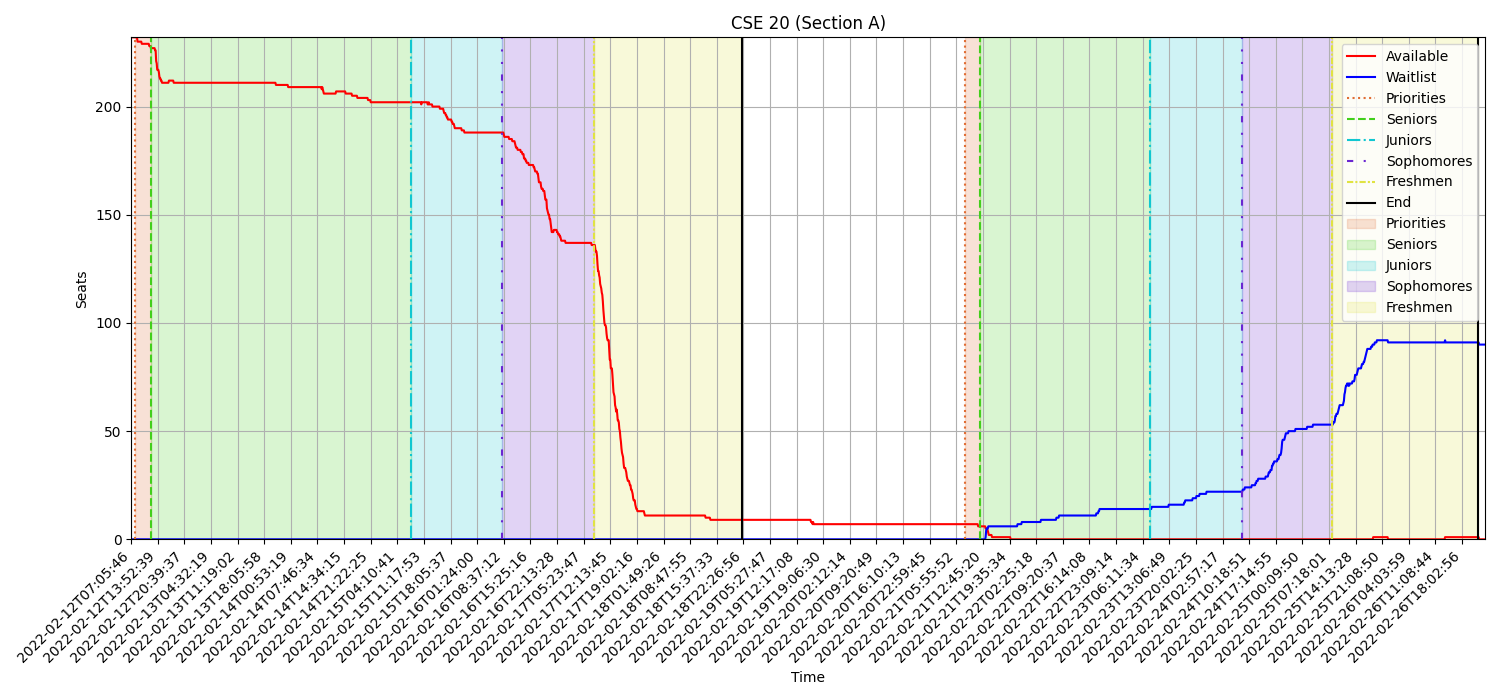 CSE 20 (Section A)
Seats
200
150
100
50
0
Available
Waitlist
Priorities
Seniors
Juniors
Sophomores
Freshmen
End
Priorities
Seniors
Juniors
Sophomores
Freshmen
2022-02-12T07:05:46
2022-02-12T13:52:39
2022-02-12T20:39:37
2022-02-13T04:32:19
2022-02-13T11:19:02
2022-02-13T18:05:58
2022-02-14T00:53:19
2022-02-14T07:46:34
2022-02-14T14:34:15
2022-02-14T21:22:25
2022-02-15T04:10:41
2022-02-15T11:17:53
2022-02-15T18:05:37
2022-02-16T01:24:00
2022-02-16T08:37:12
2022-02-16T15:25:16
2022-02-16T22:13:28
2022-02-17T05:23:47
2022-02-17T12:13:45
2022-02-17T19:02:16
2022-02-18T01:49:26
2022-02-18T08:47:55
2022-02-18T15:37:33
2022-02-18T22:26:56
2022-02-19T05:27:47
2022-02-19T12:17:08
2022-02-19T19:06:30
2022-02-20T02:12:14
2022-02-20T09:20:49
2022-02-20T16:10:13
2022-02-20T22:59:45
2022-02-21T05:55:52
2022-02-21T12:45:20
2022-02-21T19:35:34
2022-02-22T02:25:18
2022-02-22T09:20:37
2022-02-22T16:14:08
2022-02-22T23:09:14
2022-02-23T06:11:34
2022-02-23T13:06:49
2022-02-23T20:02:25
2022-02-24T02:57:17
2022-02-24T10:18:51
2022-02-24T17:14:55
2022-02-25T00:09:50
2022-02-25T07:18:01
2022-02-25T14:13:28
2022-02-25T21:08:50
2022-02-26T04:03:59
2022-02-26T11:08:44
2022-02-26T18:02:56
Time